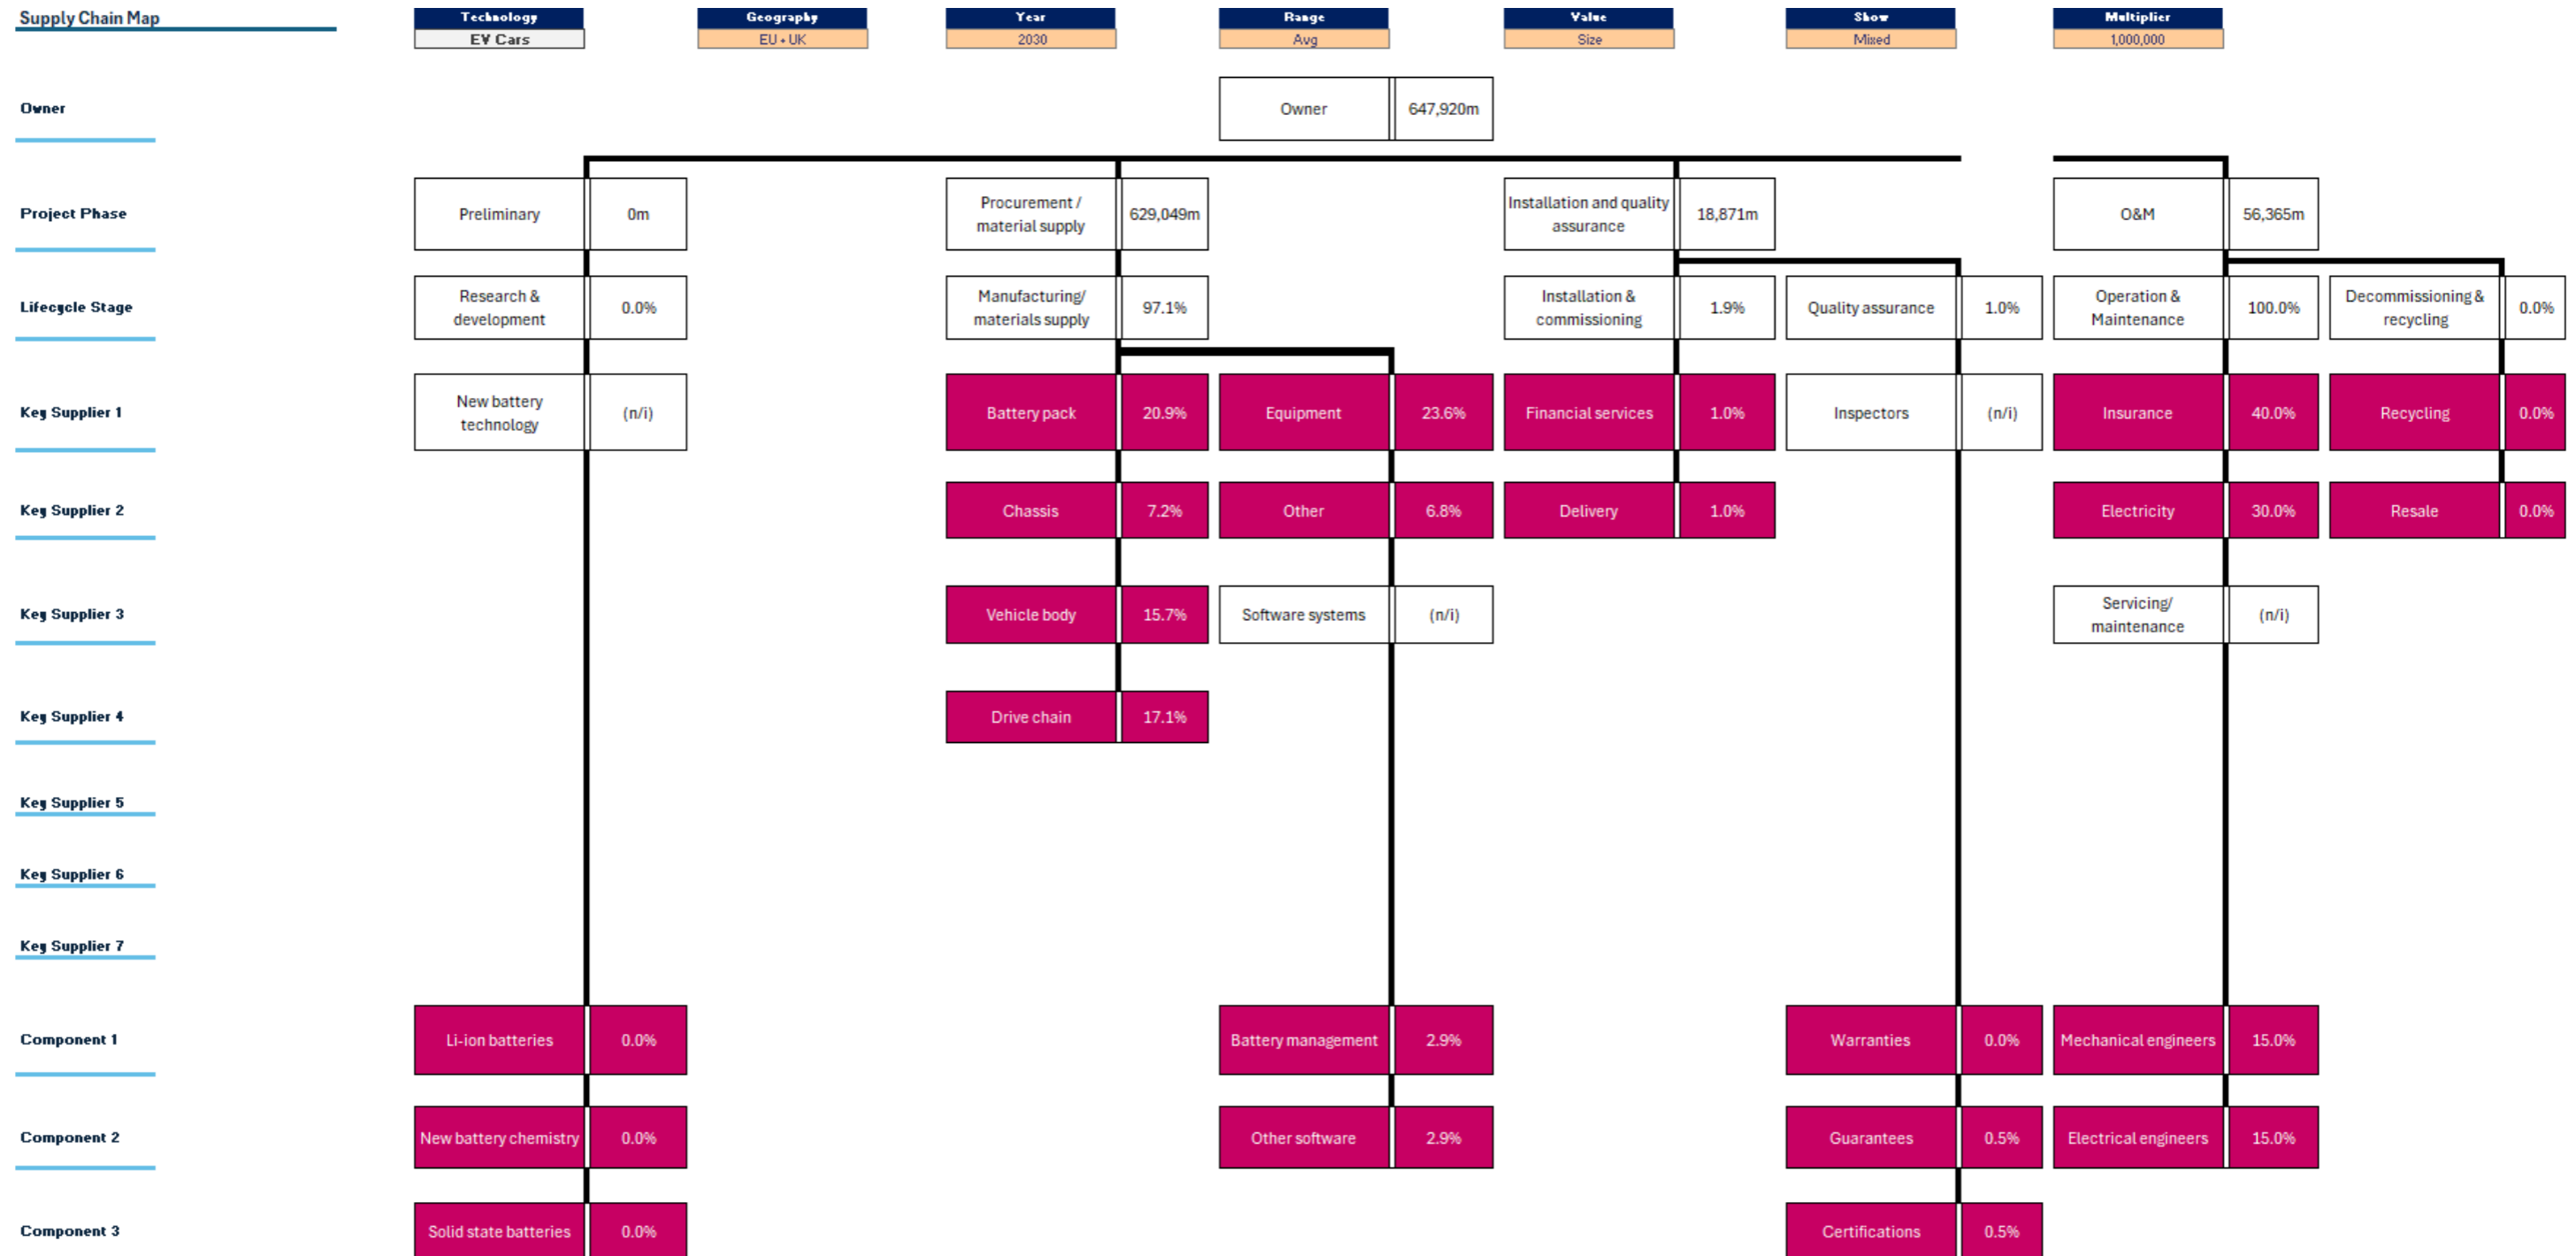 Supply Chain Map
Technology
EV Cars
Geography
EU + UK
Year
2030
Range
Avg
Value
Size
Show
Mixed
Multiplier
1,000,000
Owner
Owner
647,920m
Project Phase
Preliminary
0m
Procurement /
material supply
629,049m
Installation and quality
assurance
18,871m
O&M
56,365m
Lifecycle Stage
Research &
development
0.0%
Manufacturing/
materials supply
97.1%
Installation &
commissioning
1.9%
Quality assurance
1.0%
Operation &
Maintenance
100.0%
Decommissioning &
recycling
0.0%
Key Supplier 1
New battery
technology
(n/i)
Battery pack
20.9%
Equipment
23.6%
Financial services
1.0%
Inspectors
(n/i)
Insurance
40.0%
Recycling
0.0%
Key Supplier 2
Chassis
7.2%
Other
6.8%
Delivery
1.0%
Electricity
30.0%
Resale
0.0%
Key Supplier 3
Vehicle body
15.7%
Software systems
(n/i)
Servicing/
maintenance
(n/i)
Key Supplier 4
Drive chain
17.1%
Key Supplier 5
Key Supplier 6
Key Supplier 7
Component 1
Li-ion batteries
0.0%
Battery management
2.9%
Warranties
0.0%
Mechanical engineers
15.0%
Component 2
New battery chemistry
0.0%
Other software
2.9%
Guarantees
0.5%
Electrical engineers
15.0%
Component 3
Solid state batteries
0.0%
Certifications
0.5%